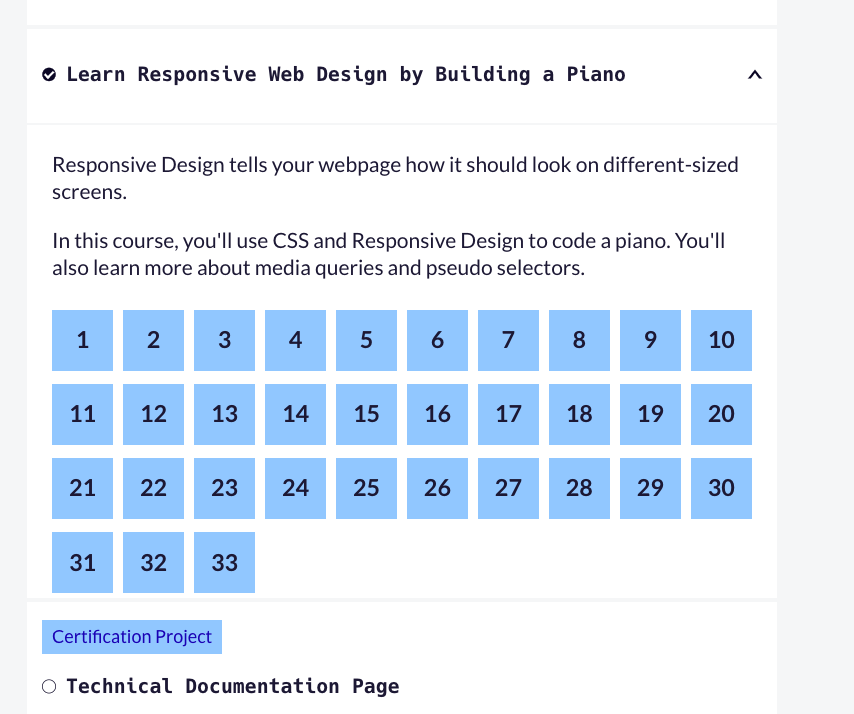 Learn Responsive Web Design by Building a Piano
Responsive Design tells your webpage how it should look on different-sized
screens.
In this course, you'll use CSS and Responsive Design to code a piano. You'll
also learn more about media queries and pseudo selectors.
1 2 3 4 5 6 7 8 9 10
11 12 13 14 15 16 17 18 19 20
21 22 23 24 25 26 27 28 29 30
31 32 33
Certification Project
Technical Documentation Page